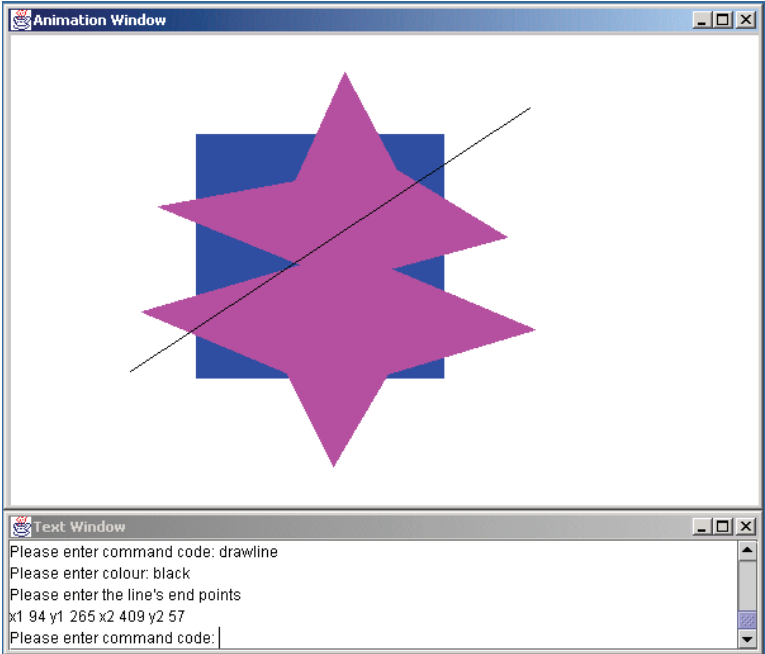 Animation Window
Text Window
Please enter command code: drawline
Please enter colour: black
Please enter the line's end points
x1 94 y1 265 x2 409 y2 57
Please enter command code: